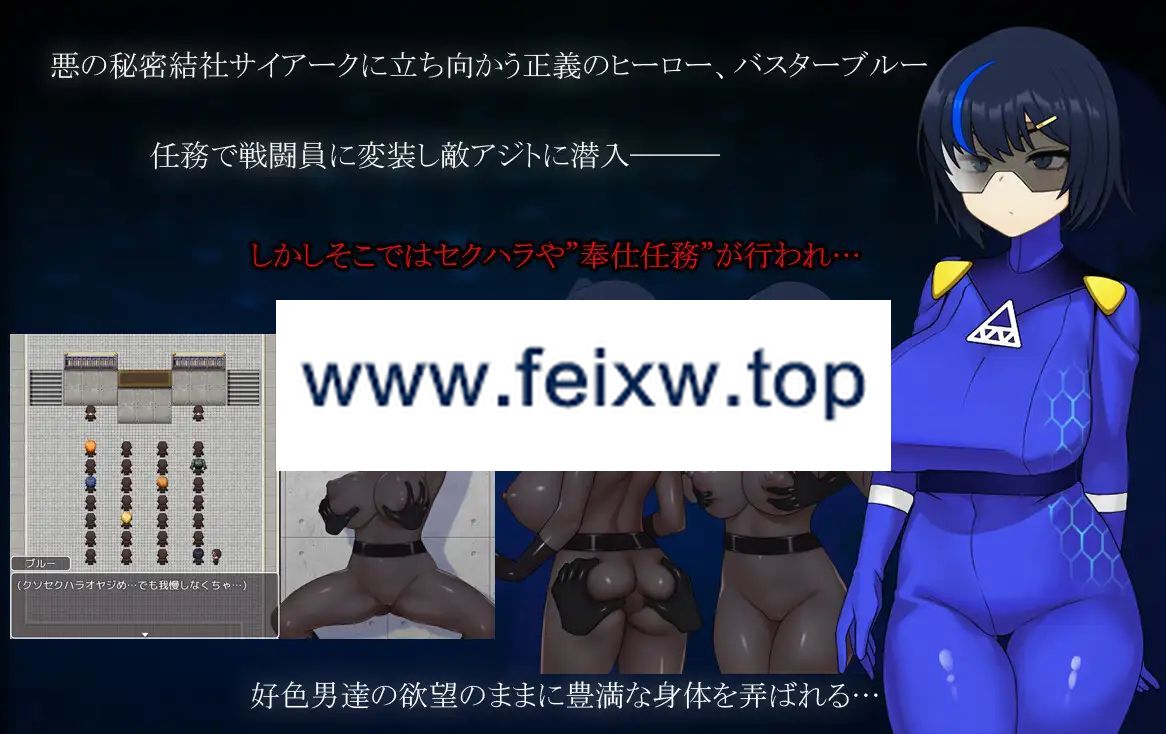 悪の秘密結社サイアークに立ち向かう正義のヒーロー、バスターブルー
任務で戦闘員に変装し敵アジトに潜入―――
しかしそこではセクハラや”奉仕任務”が行われ…
www.feixw.top
ブルー
(クソセクハラオヤジめ…でも我慢しなくちゃ…)
好色男達の欲望のままに豊満な身体を弄ばれる…